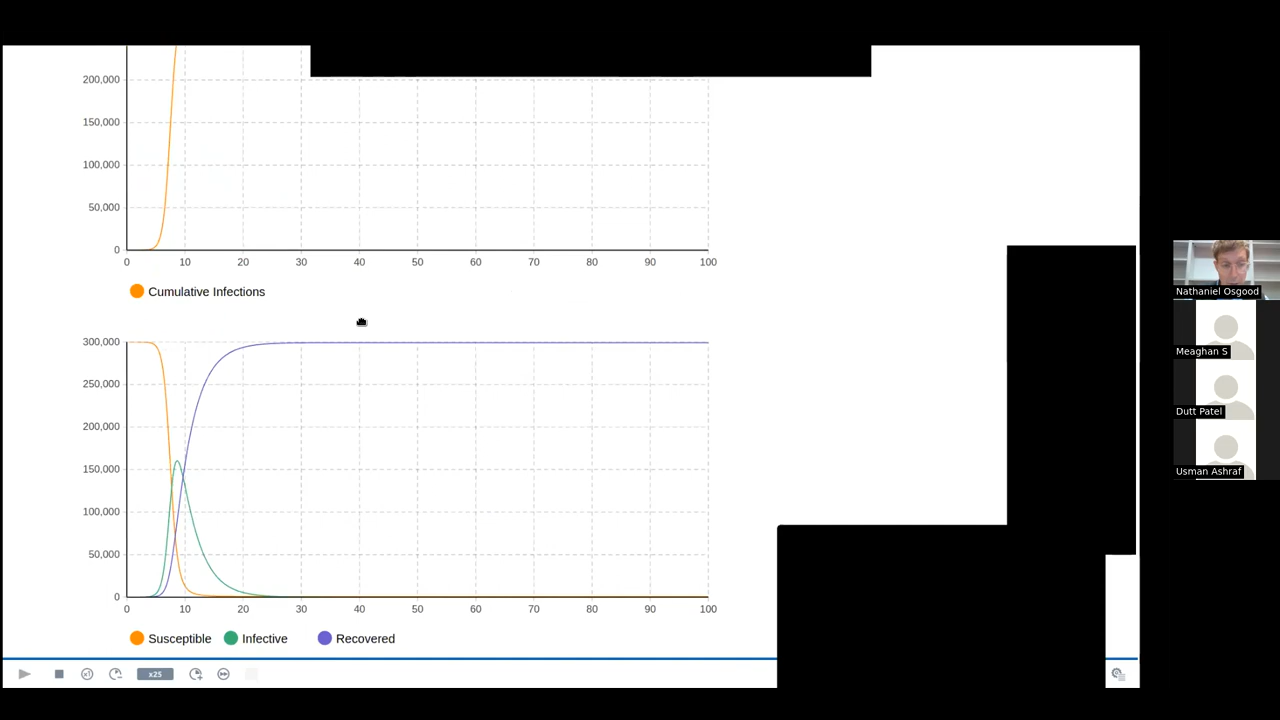 200,000
150,000
100,000
50,000
0
0 10 20 30 40 50 60 70 80 90 100
Cumulative Infections
300,000
250,000
200,000
150,000
100,000
50,000
0
0 10 20 30 40 50 60 70 80 90 100
Susceptible Infective Recovered
x1 x25
Nathaniel Osgood
Meaghan S
Dutt Patel
Usman Ashraf